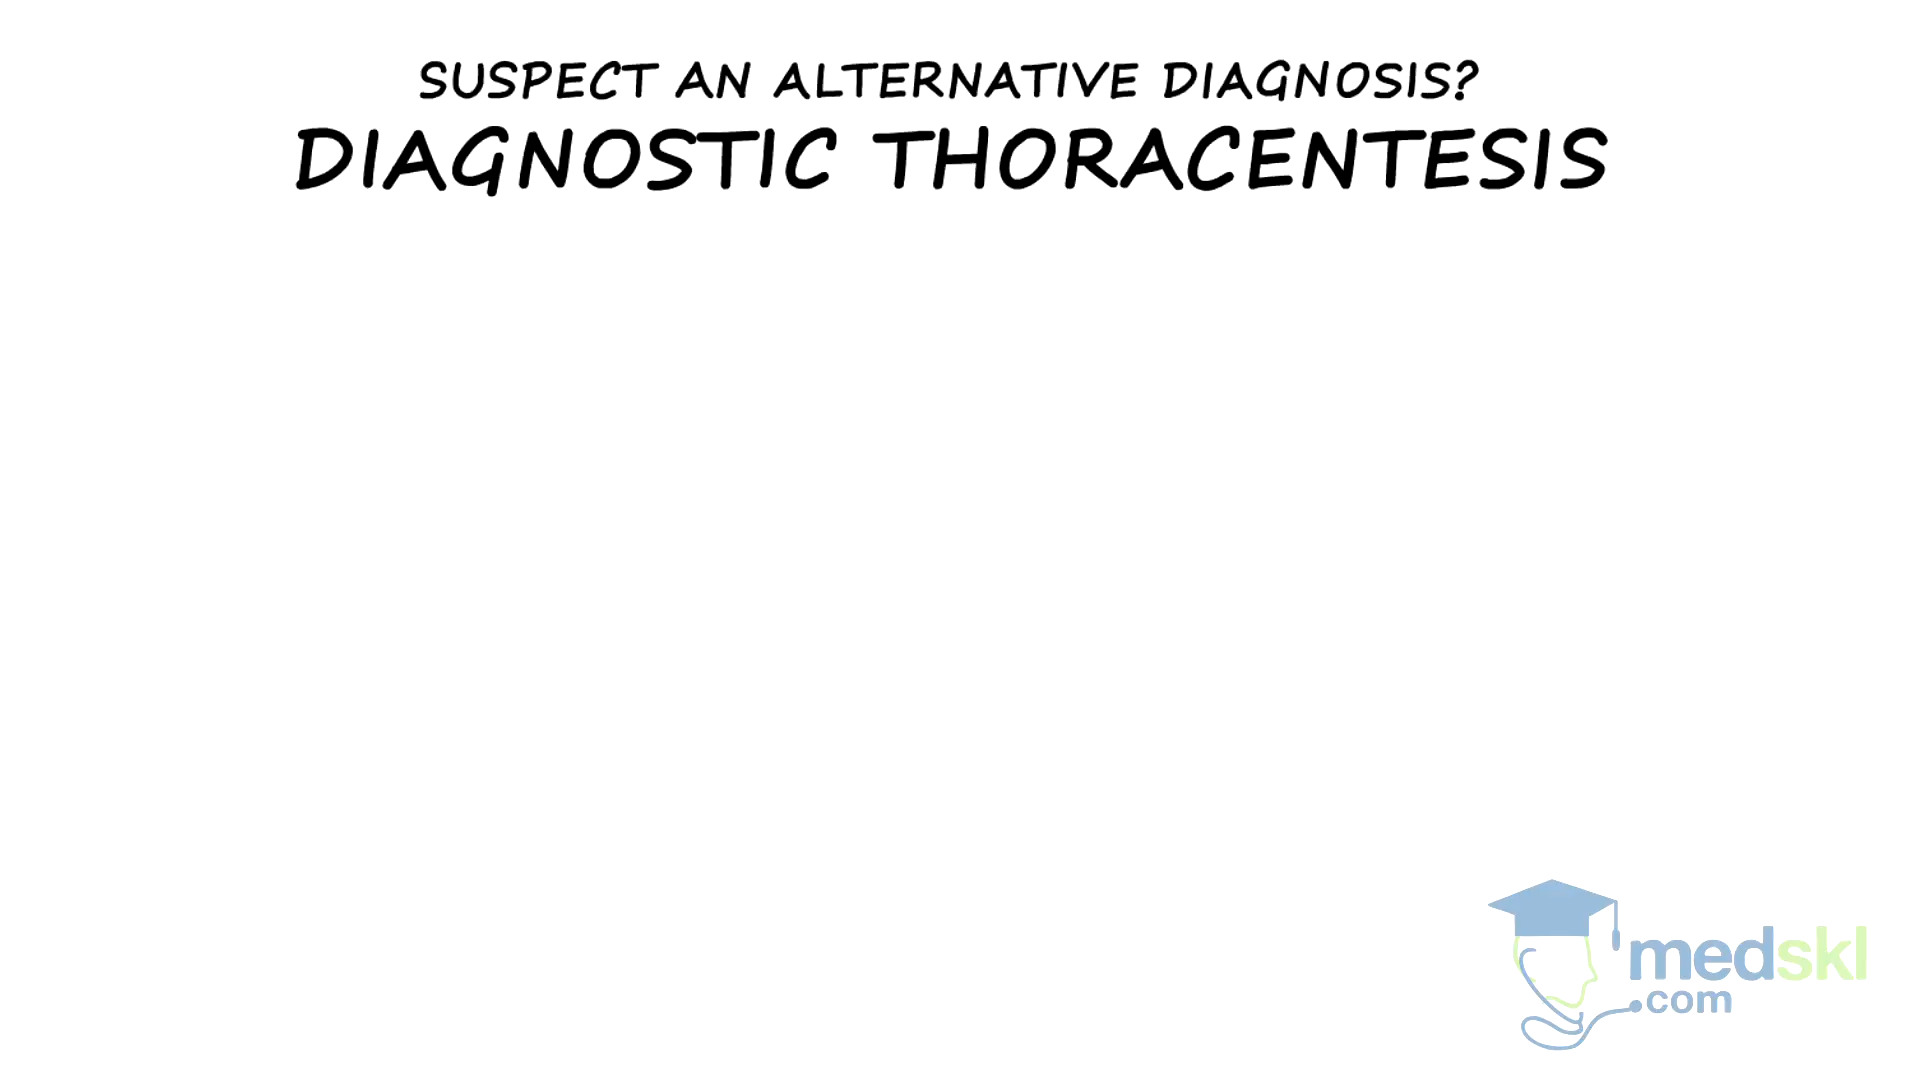 SUSPECT AN ALTERNATIVE DIAGNOSIS?
DIAGNOSTIC THORACENTESIS
medskl
.com